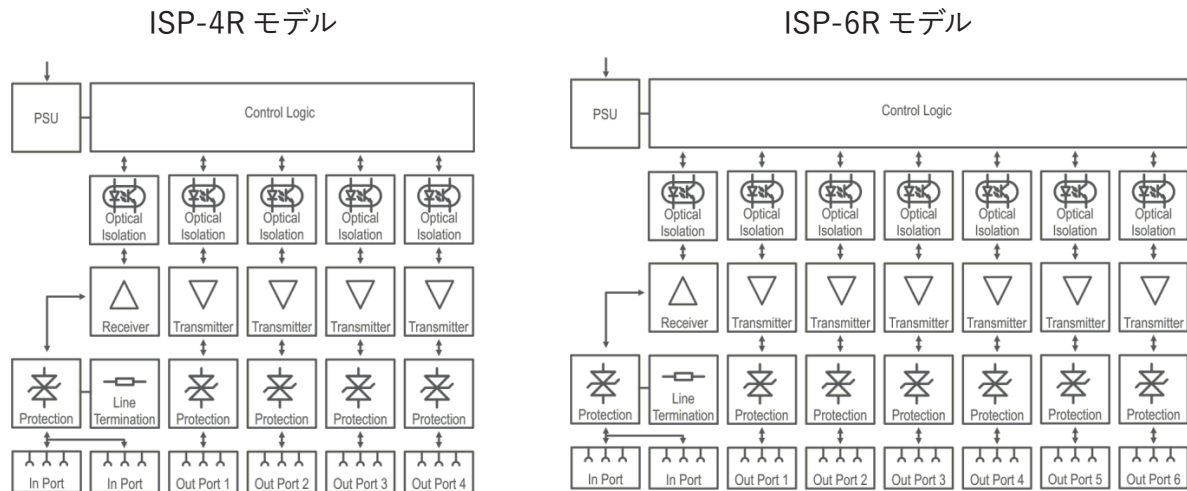 ISP-4R モデル
PSU
Control Logic
Optical
Isolation
Optical
Isolation
Optical
Isolation
Optical
Isolation
Optical
Isolation
Receiver
Transmitter
Transmitter
Transmitter
Transmitter
Protection
Line
Termination
Protection
Protection
Protection
Protection
In Port
In Port
Out Port 1
Out Port 2
Out Port 3
Out Port 4
ISP-6R モデル
PSU
Control Logic
Optical
Isolation
Optical
Isolation
Optical
Isolation
Optical
Isolation
Optical
Isolation
Optical
Isolation
Optical
Isolation
Receiver
Transmitter
Transmitter
Transmitter
Transmitter
Transmitter
Transmitter
Protection
Line
Termination
Protection
Protection
Protection
Protection
Protection
Protection
In Port
In Port
Out Port 1
Out Port 2
Out Port 3
Out Port 4
Out Port 5
Out Port 6